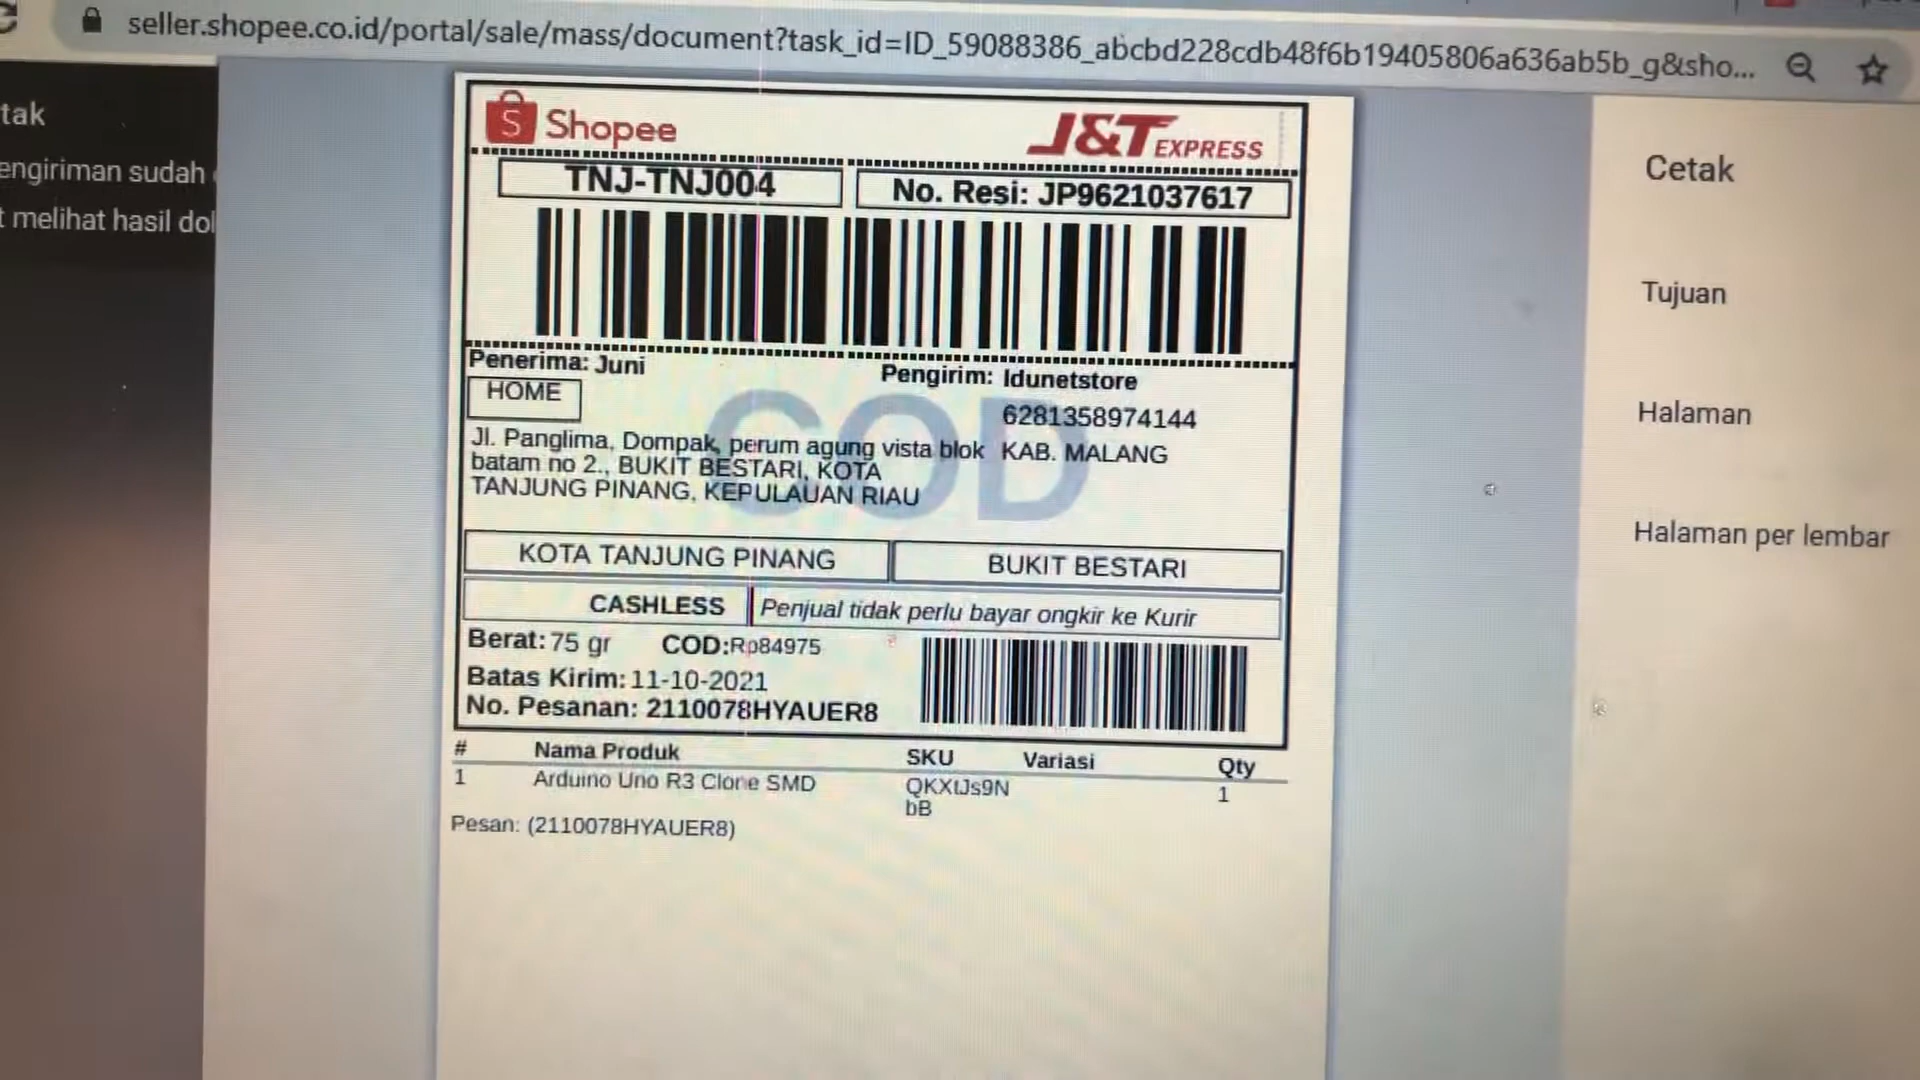 seller.shopee.co.id/portal/sale/mass/document?task_id=ID_59088386_abcbd228cdb48f6b19405806a636ab5b_g&sho...
tak
engiriman sudah
t melihat hasil dol
Shopee
J&T EXPRESS
TNJ-TNJ004
No. Resi: JP9621037617
Penerima: Juni
Pengirim: Idunetstore
HOME
6281358974144
KAB. MALANG
COD
Jl. Panglima, Dompak, perum agung vista blok
batam no 2., BUKIT BESTARI, KOTA
TANJUNG PINANG, KEPULAUAN RIAU
KOTA TANJUNG PINANG
BUKIT BESTARI
CASHLESS
Penjual tidak perlu bayar ongkir ke Kurir
Berat: 75 gr
COD:Rp84975
Batas Kirim: 11-10-2021
No. Pesanan: 2110078HYAUER8
# Nama Produk SKU Variasi Qty
1 Arduino Uno R3 Clone SMD QKXtJs9N 1
bB
Pesan: (2110078HYAUER8)
Cetak
Tujuan
Halaman
Halaman per lembar